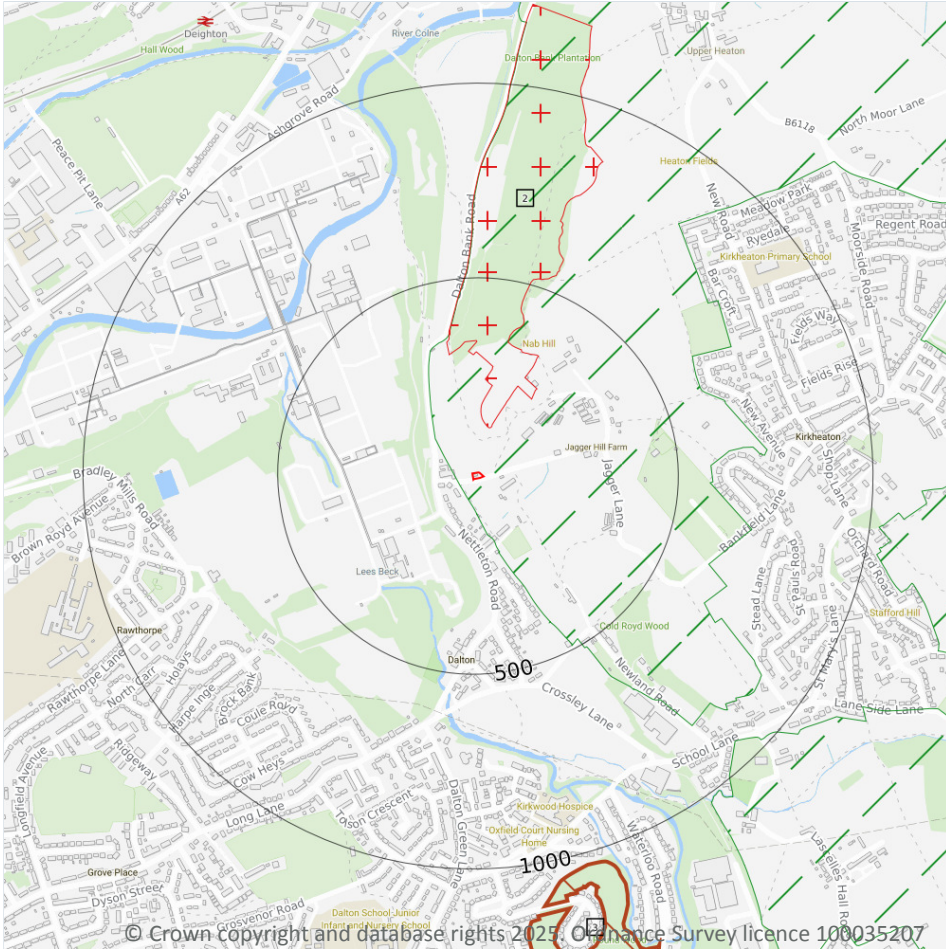 River Colne
Deighton
Hall Wood
Upper Heaton
Dalton Bank Plantation
Ashgrove Road
Peace Pit Lane
A62
B6118
North Moor Lane
Heaton Fields
2
New Road
Meadow Park
Ryedale
Regent Road
Moorside Road
Kirkheaton Primary School
Dalton Bank Road
Bar Croft
Fields Way
Nab Hill
Fields Rise
New Avenue
Kirkheaton
Jagger Hill Farm
Shop Lane
Jagger Lane
Bradley Mills Road
Brown Royd Avenue
Bankfield Lane
Orchard Road
Nettleton Road
Stead Lane
St Pauls Road
Lees Beck
Stafford Hill
Cold Royd Wood
Rawthorpe
St Mary's Lane
Dalton
500
Rawthorpe Lane
North Carr
Holays
Harpe Inge
Brock Bank
Newland Road
Crossley Lane
Lane Side Lane
Coule Royd
Ridgeway
School Lane
Cow Heys
Long Lane
Dalton Green Lane
Kirkwood Hospice
Oxfield Court Nursing
Home
Waterloo Road
Lascelles Hall Road
1000
Grove Place
Dyson Street
Dalton School-Junior
Infant and Nursery School
© Crown copyright and database rights 2025. Ordnance Survey licence 100035207